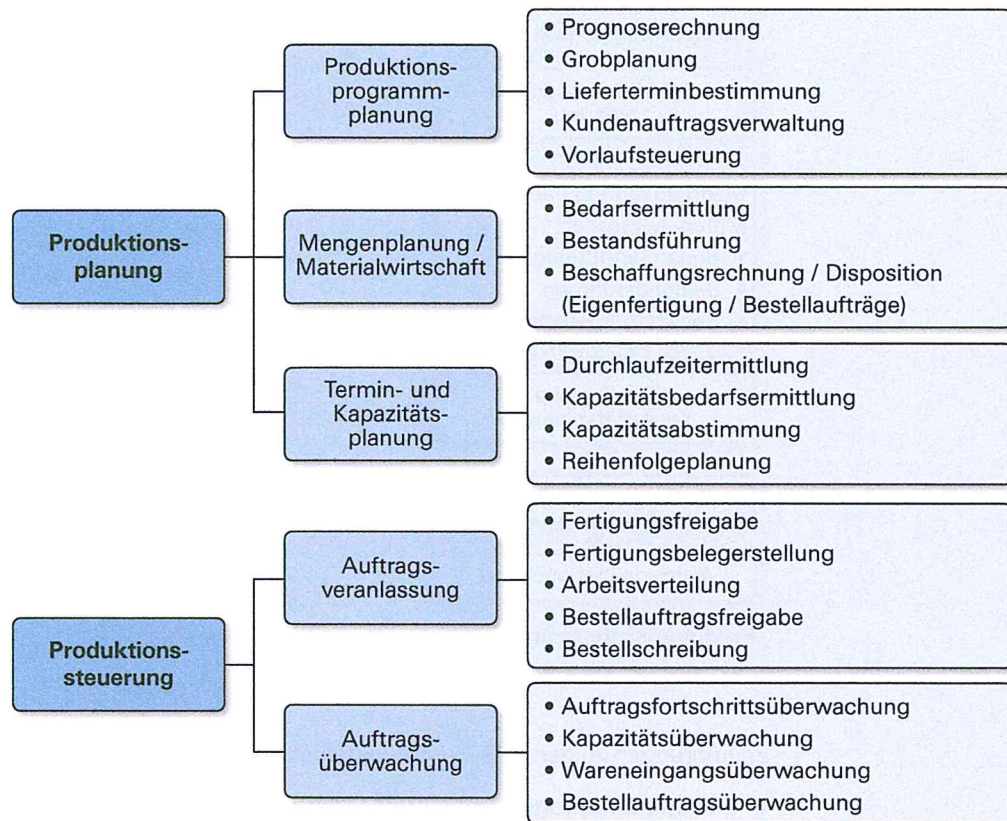 Produktions-
planung
Produktions-
programm-
planung
• Prognoserechnung
• Grobplanung
• Lieferterminbestimmung
• Kundenauftragsverwaltung
• Vorlaufsteuerung
Mengenplanung /
Materialwirtschaft
• Bedarfsermittlung
• Bestandsführung
• Beschaffungsrechnung / Disposition
(Eigenfertigung / Bestellaufträge)
Termin- und
Kapazitäts-
planung
• Durchlaufzeitermittlung
• Kapazitätsbedarfsermittlung
• Kapazitätsabstimmung
• Reihenfolgeplanung
Produktions-
steuerung
Auftrags-
veranlassung
• Fertigungsfreigabe
• Fertigungsbelegerstellung
• Arbeitsverteilung
• Bestellauftragsfreigabe
• Bestellschreibung
Auftrags-
überwachung
• Auftragsfortschrittsüberwachung
• Kapazitätsüberwachung
• Wareneingangsüberwachung
• Bestellauftragsüberwachung